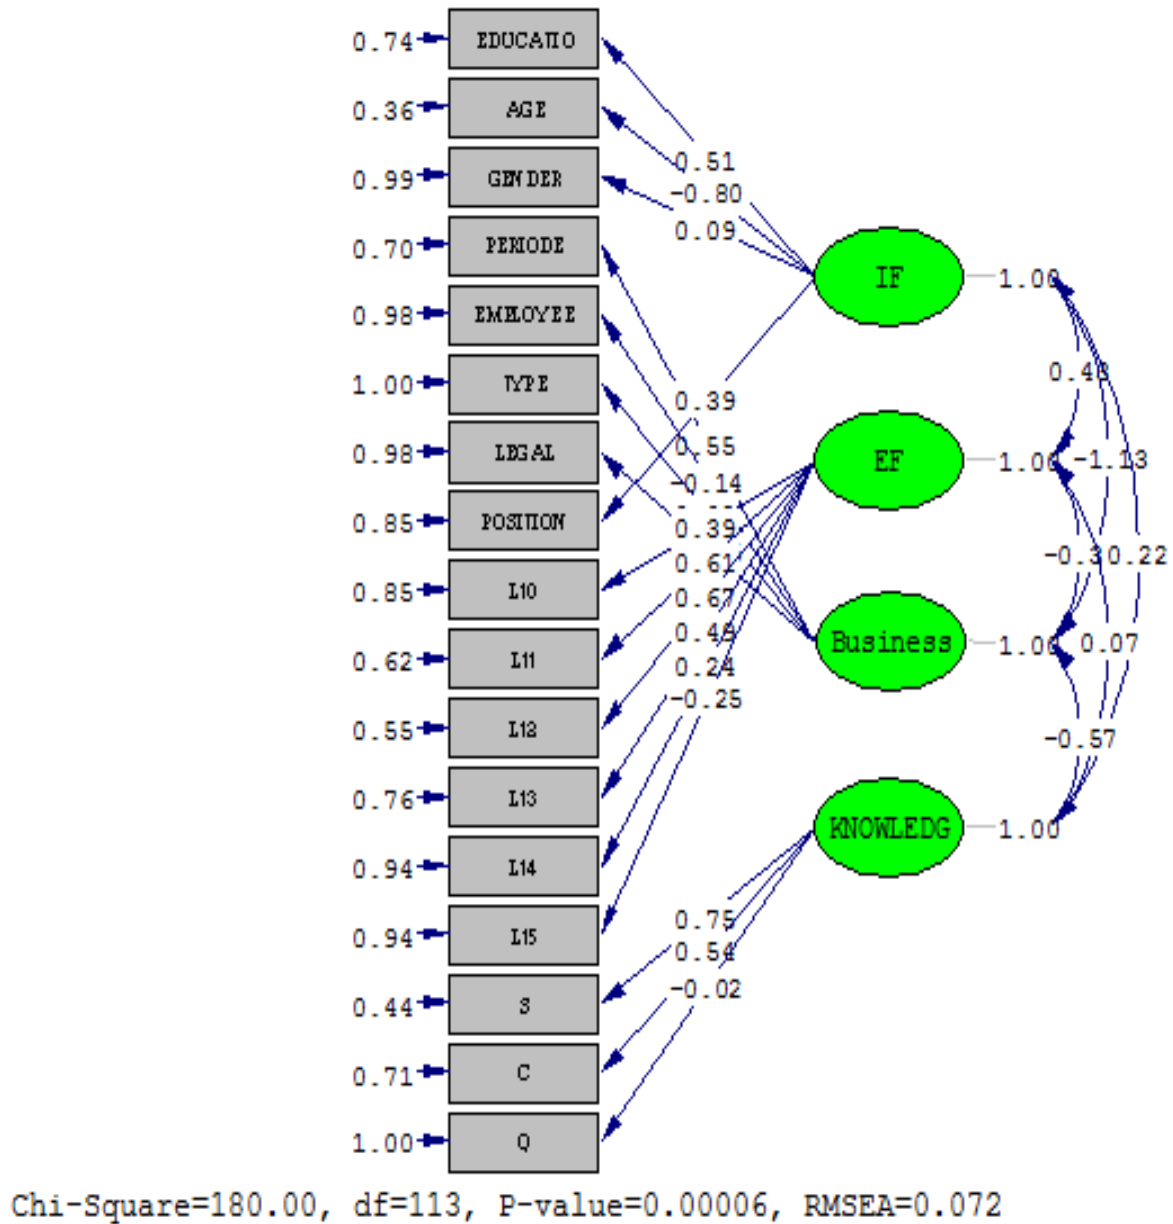 0.74 EDUCATIO
0.36 AGE
0.51
0.99 GENDER
-0.80
0.09
0.70 PERIODE
IF 1.00
0.98 EMPLOYEE
1.00 TYPE
0.39
0.98 LEGAL
0.55
EF 1.00
-1.13
-0.14
0.85 POSITION
0.39
0.22
0.61
0.85 L10
0.67
0.24
0.62 L11
Business 1.00
0.07
-0.25
0.55 L12
-0.57
0.76 L13
KNOWLEDG 1.00
0.94 L14
0.94 L15
0.75
0.54
0.44 S
-0.02
0.71 C
1.00 Q
Chi-Square=180.00, df=113, P-value=0.00006, RMSEA=0.072